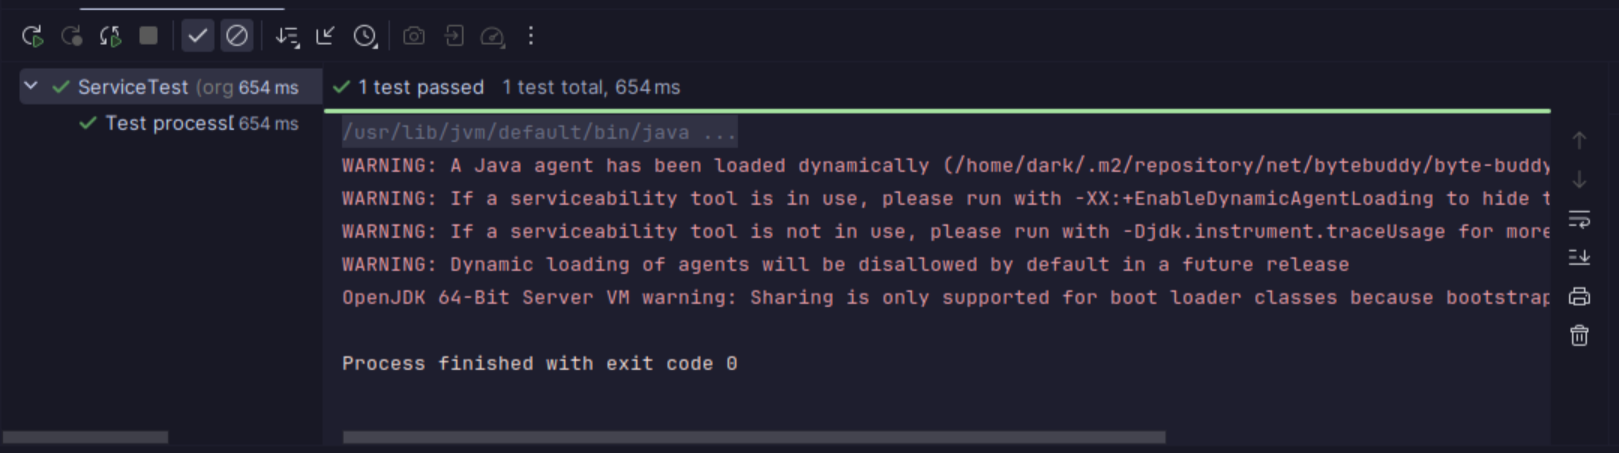 ServiceTest (org 654 ms
Test process[ 654 ms
1 test passed 1 test total, 654 ms
/usr/lib/jvm/default/bin/java ...
WARNING: A Java agent has been loaded dynamically (/home/dark/.m2/repository/net/bytebuddy/byte-buddy
WARNING: If a serviceability tool is in use, please run with -XX:+EnableDynamicAgentLoading to hide t
WARNING: If a serviceability tool is not in use, please run with -Djdk.instrument.traceUsage for more
WARNING: Dynamic loading of agents will be disallowed by default in a future release
OpenJDK 64-Bit Server VM warning: Sharing is only supported for boot loader classes because bootstrap
Process finished with exit code 0